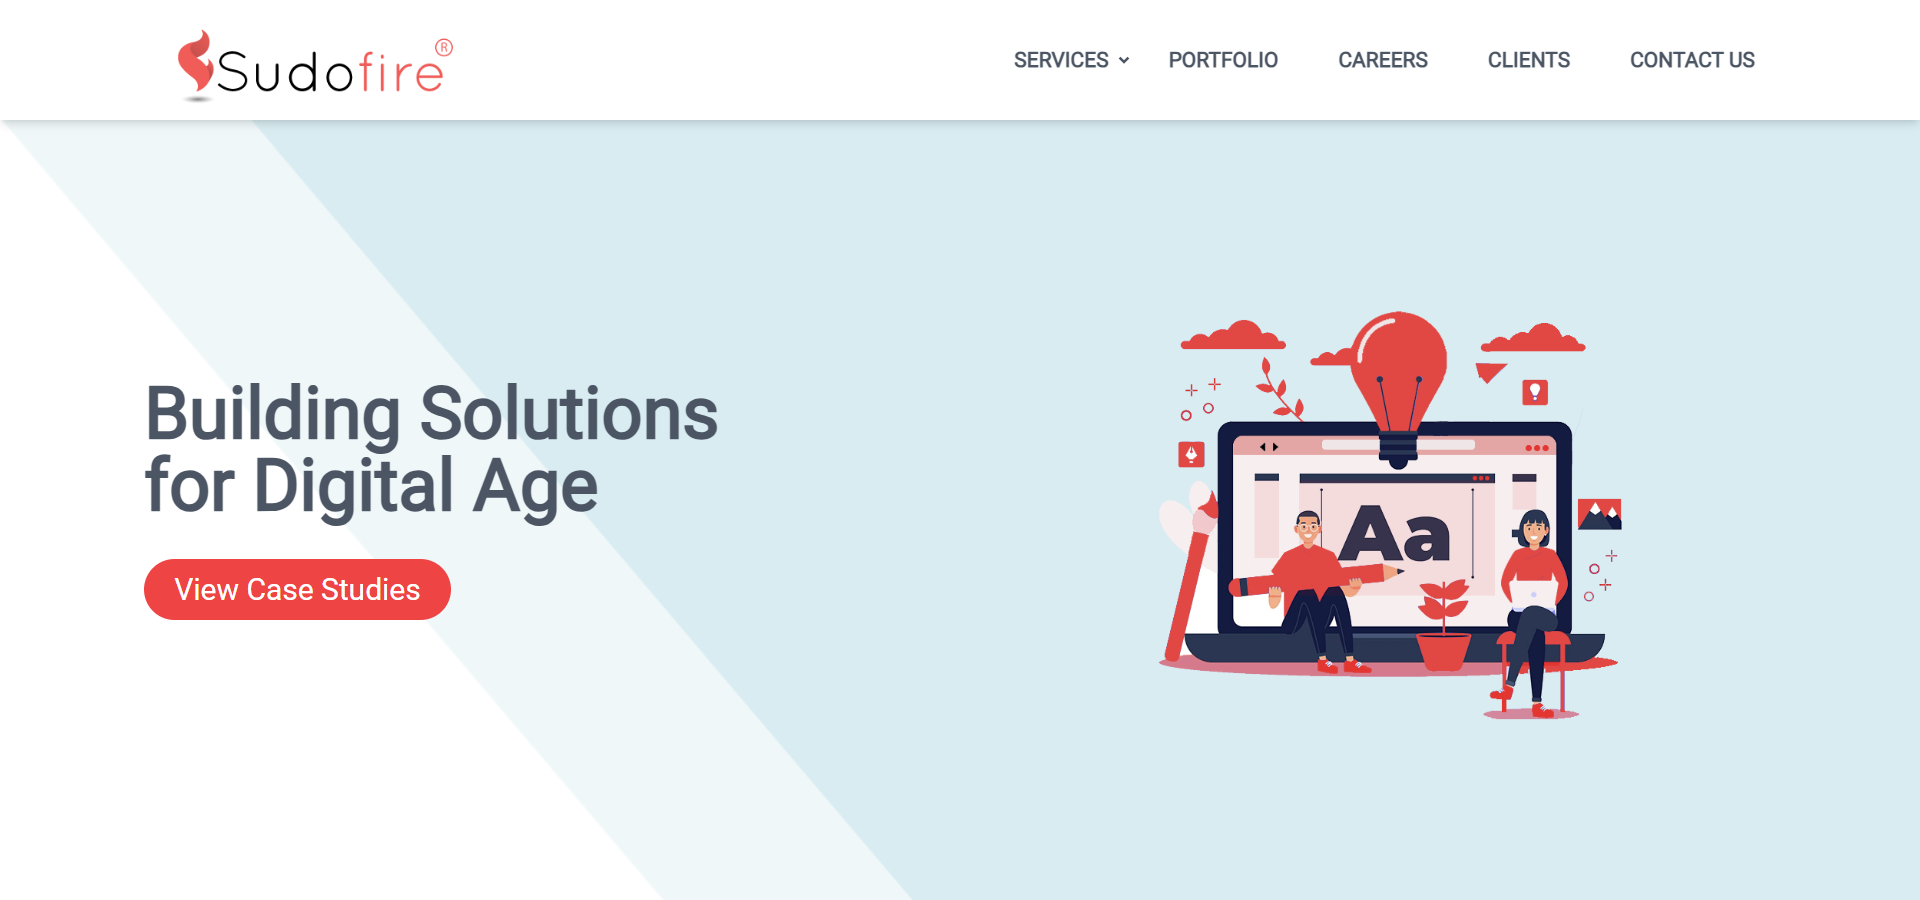 Sudofire®
SERVICES
PORTFOLIO
CAREERS
CLIENTS
CONTACT US
Building Solutions
for Digital Age
View Case Studies
Aa